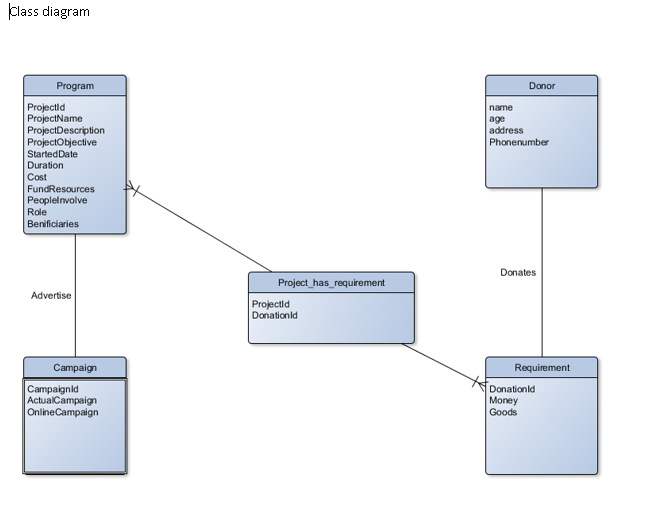 Class diagram
Program
ProjectId
ProjectName
ProjectDescription
ProjectObjective
StartedDate
Duration
Cost
FundResources
PeopleInvolve
Role
Benificiaries
Donor
name
age
address
Phonenumber
Advertise
Donates
Project_has_requirement
ProjectId
DonationId
Campaign
CampaignId
ActualCampaign
OnlineCampaign
Requirement
DonationId
Money
Goods